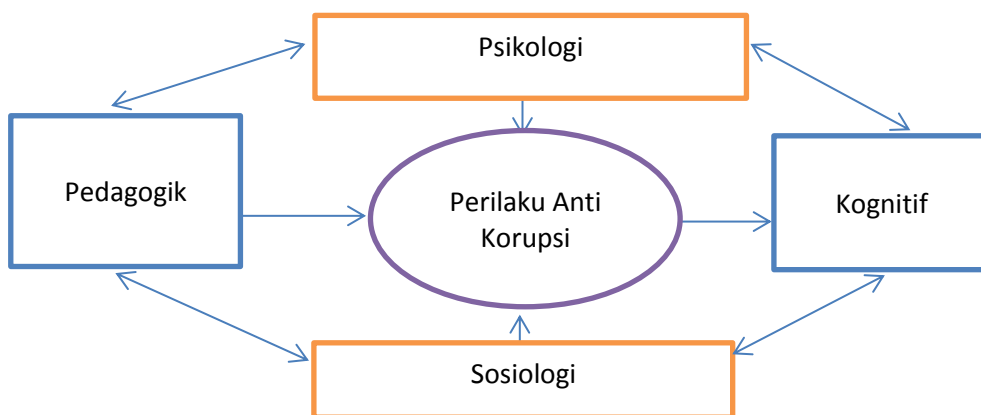 Psikologi
Pedagogik
Perilaku Anti
Korupsi
Kognitif
Sosiologi